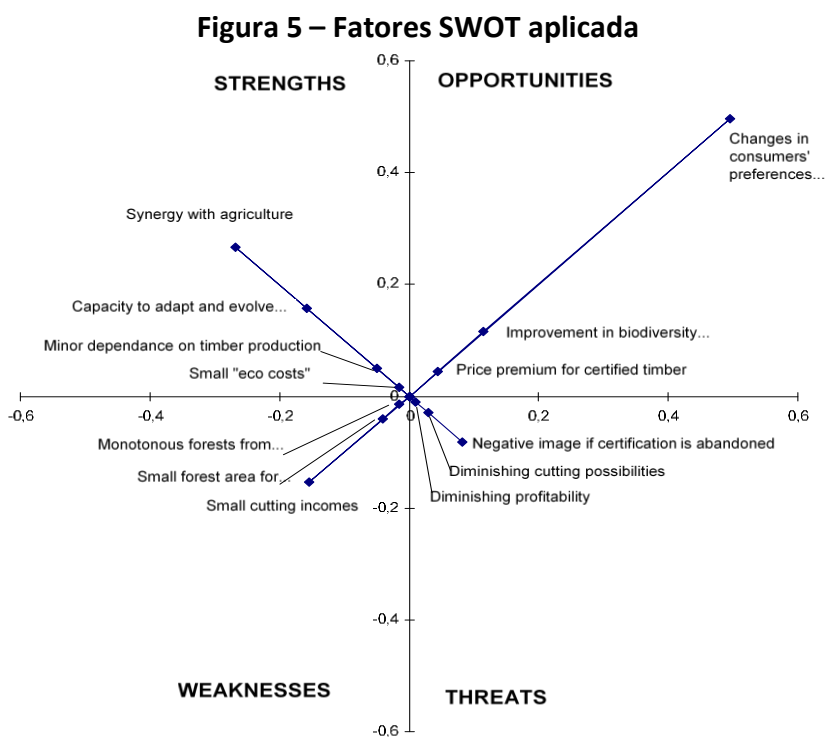 Figura 5 – Fatores SWOT aplicada
0,6
STRENGTHS
OPPORTUNITIES
Changes in
consumers'
preferences...
0,4
Synergy with agriculture
0,2
Capacity to adapt and evolve...
Improvement in biodiversity...
Minor dependance on timber production
Price premium for certified timber
Small "eco costs"
0
-0,6
-0,4
-0,2
0
0,2
0,4
0,6
Monotonous forests from...
Negative image if certification is abandoned
Small forest area for...
Diminishing cutting possibilities
Diminishing profitability
Small cutting incomes
-0,2
-0,4
WEAKNESSES
THREATS
-0,6